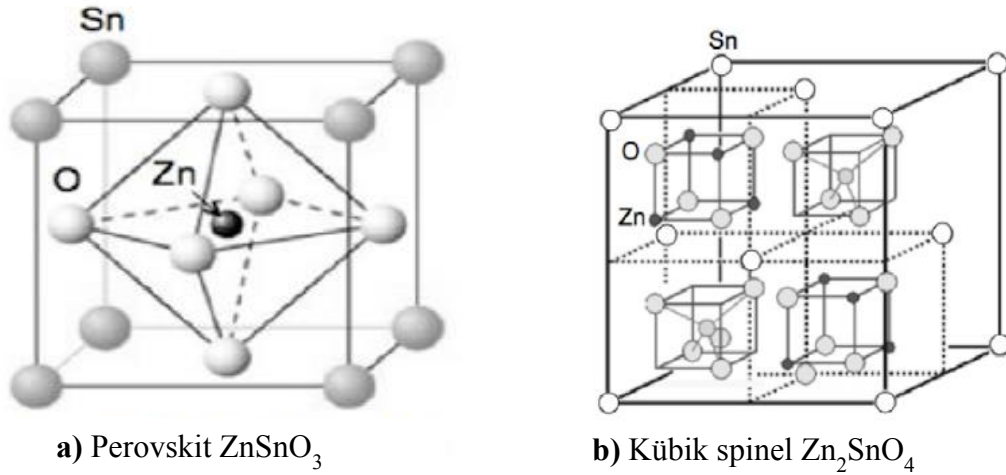 Sn
O
Zn
a) Perovskit ZnSnO₃
Sn
O
Zn
b) Kübik spinel Zn₂SnO₄